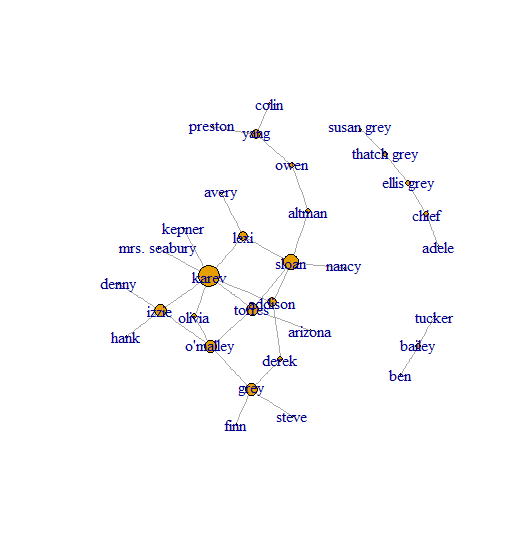 colin
preston
yang
susan grey
thatch grey
owen
ellis grey
avery
altman
chief
kepner
lexi
mrs. seabury
adele
sloan
nancy
karev
denny
addison
izzie
olivia
torres
tucker
arizona
hank
o'malley
bailey
derek
ben
grey
steve
finn